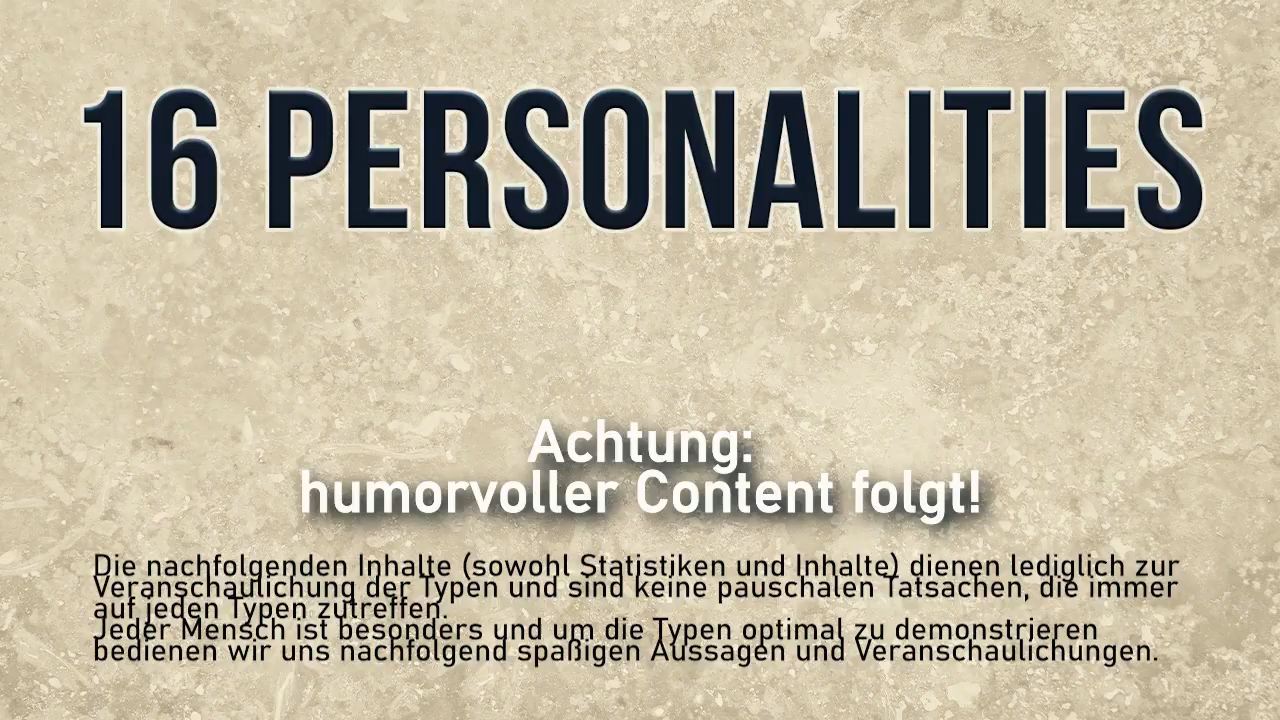 16 PERSONALITIES
Achtung:
humorvoller Content folgt!
Die nachfolgenden Inhalte (sowohl Statistiken und Inhalte) dienen lediglich zur
Veranschaulichung der Typen und sind keine pauschalen Tatsachen, die immer
auf jeden Typen zutreffen.
Jeder Mensch ist besonders und um die Typen optimal zu demonstrieren
bedienen wir uns nachfolgend spaßigen Aussagen und Veranschaulichungen.